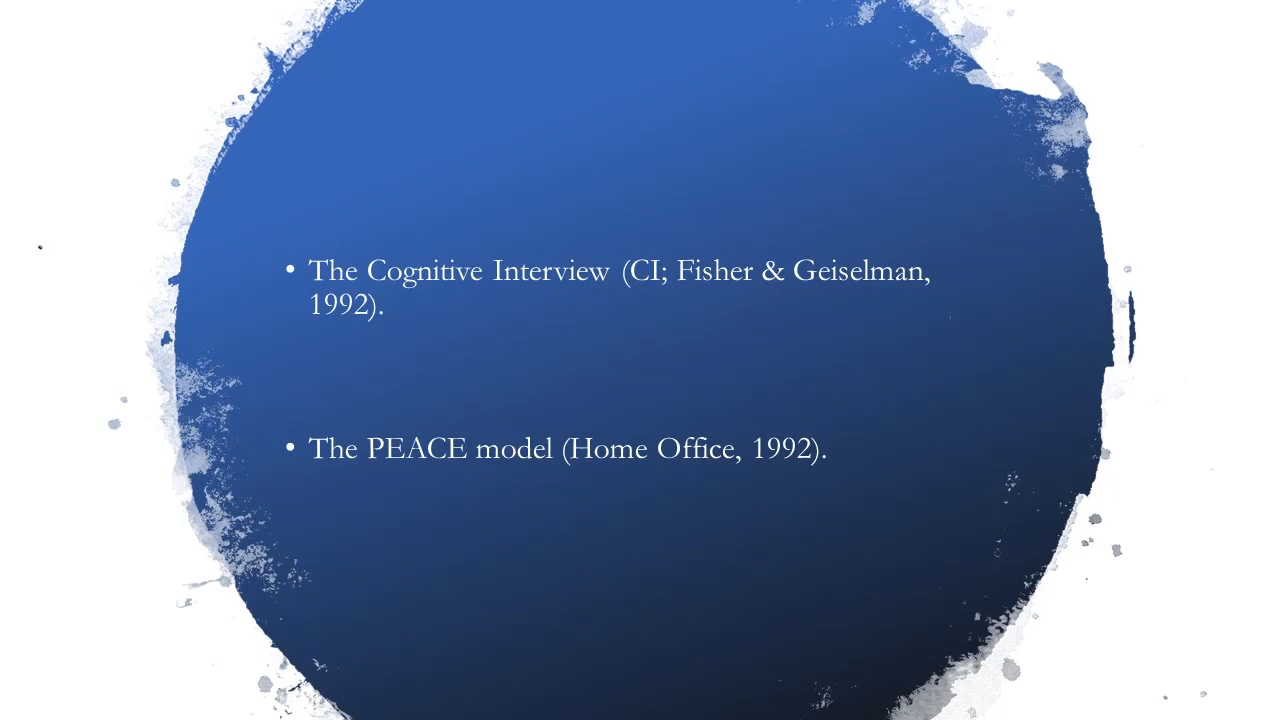 • The Cognitive Interview (CI; Fisher & Geiselman,
1992).
• The PEACE model (Home Office, 1992).